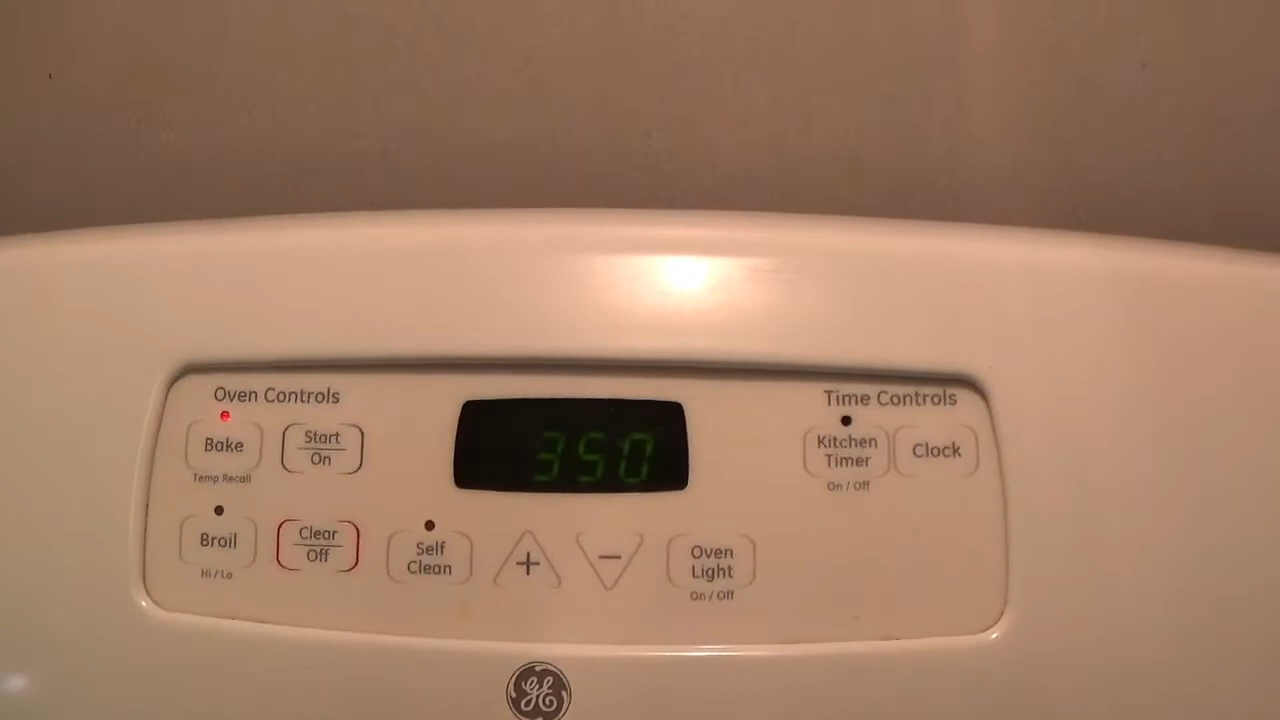 Oven Controls
Time Controls
Bake
Start
On
350
Kitchen
Timer
Clock
Temp Recall
On / Off
Broil
Clear
Off
Self
Clean
+
−
Oven
Light
Hi / Lo
On / Off
GE